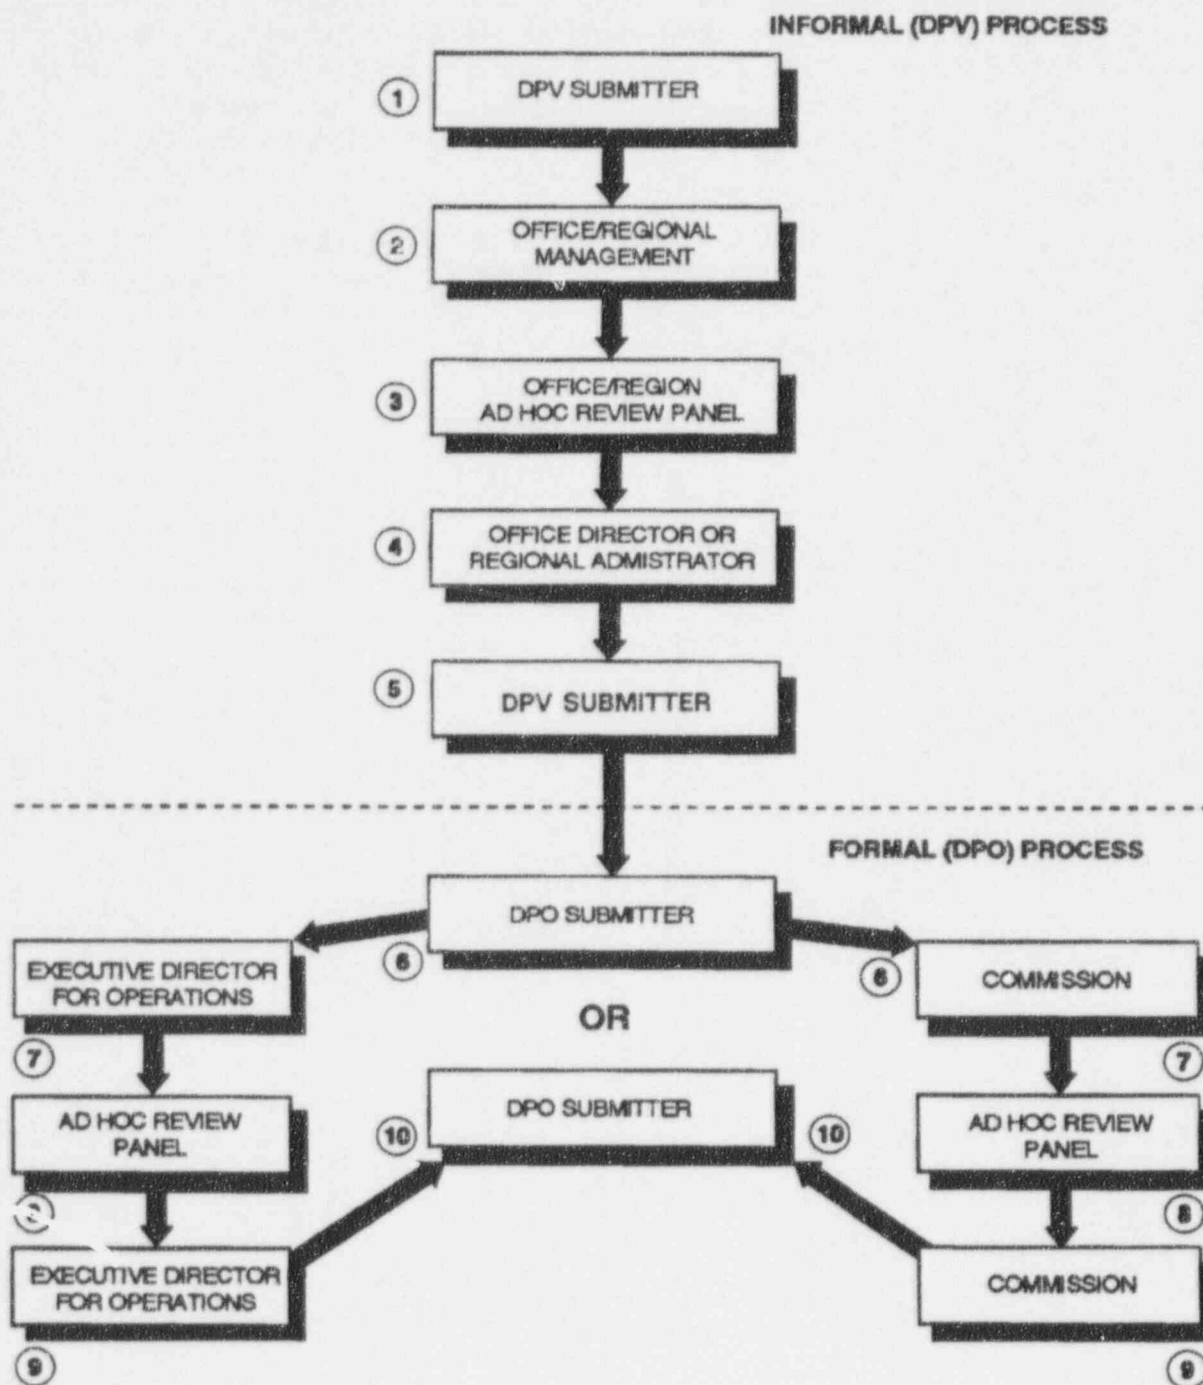 INFORMAL (DPV) PROCESS
1
DPV SUBMITTER
2
OFFICE/REGIONAL
MANAGEMENT
3
OFFICE/REGION
AD HOC REVIEW PANEL
4
OFFICE DIRECTOR OR
REGIONAL ADMISTRATOR
5
DPV SUBMITTER
FORMAL (DPO) PROCESS
DPO SUBMITTER
6
6
EXECUTIVE DIRECTOR
FOR OPERATIONS
COMMISSION
OR
7
7
AD HOC REVIEW
PANEL
10
DPO SUBMITTER
10
AD HOC REVIEW
PANEL
8
EXECUTIVE DIRECTOR
FOR OPERATIONS
COMMISSION
9
9